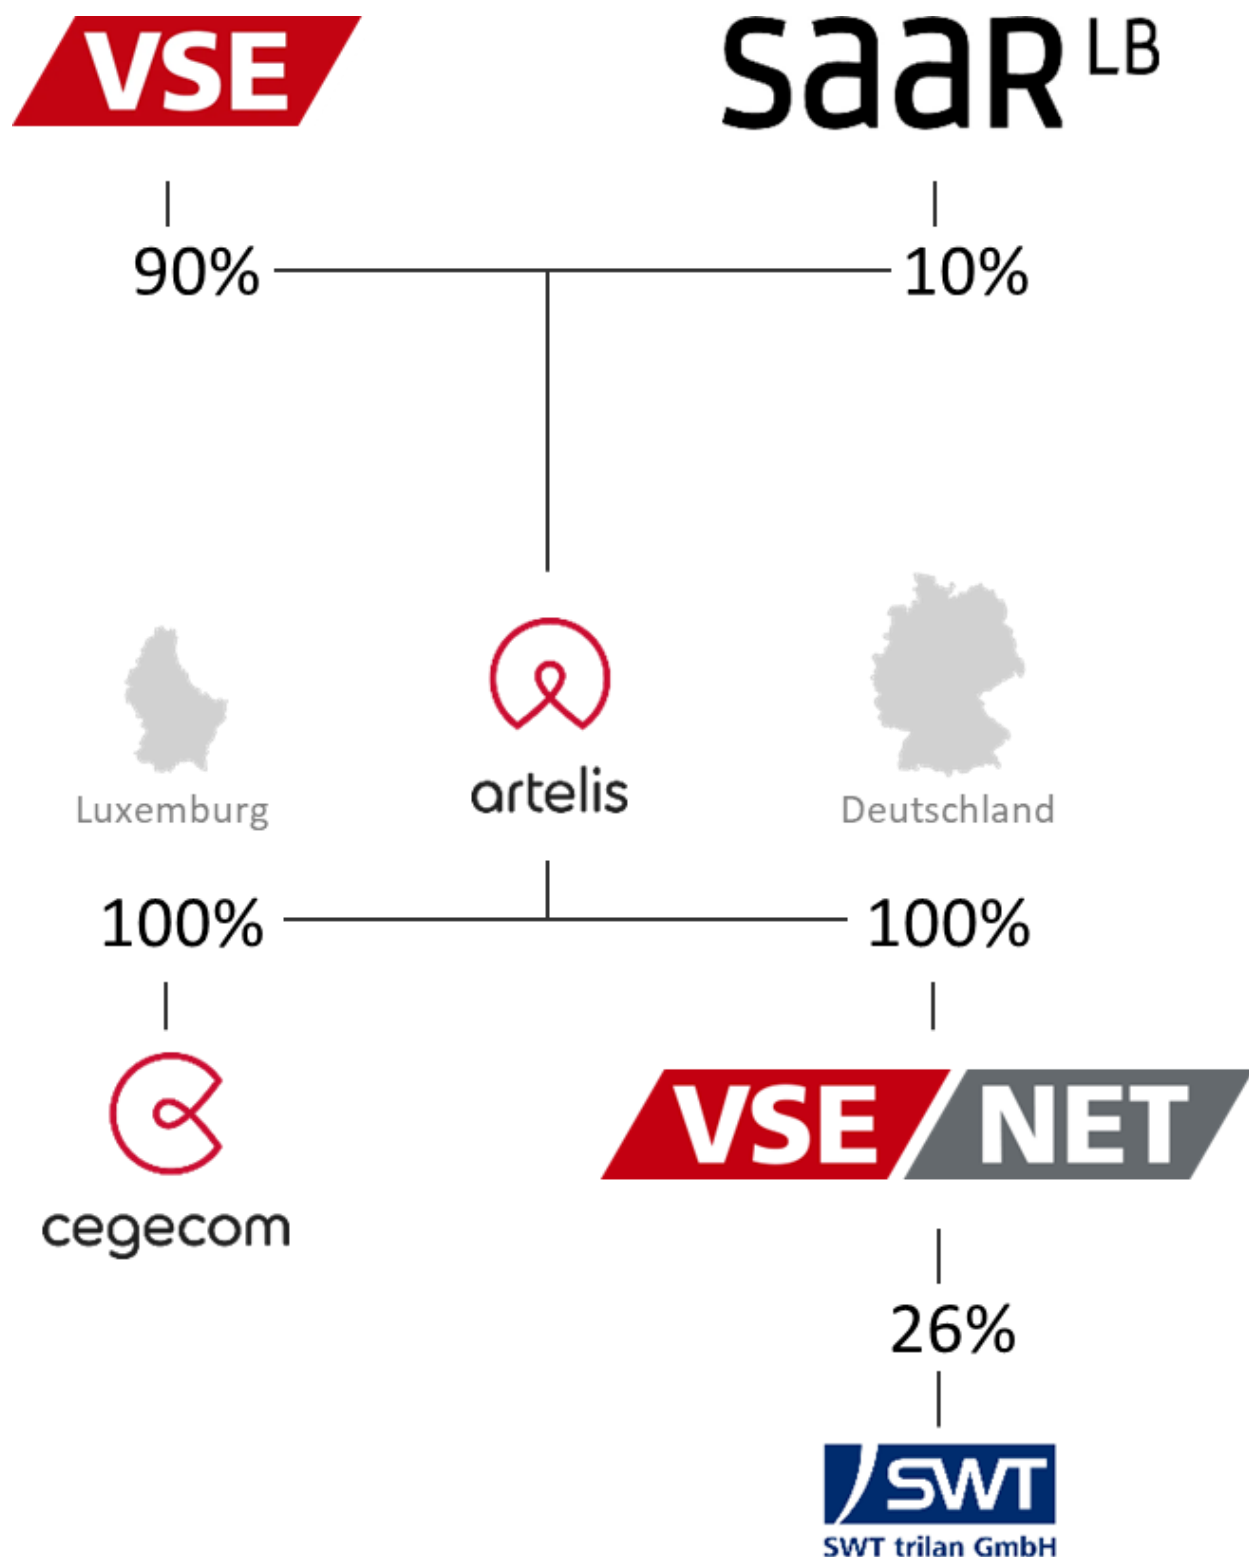 VSE
saaR LB
90%
10%
artelis
Luxemburg
Deutschland
100%
100%
cegecom
VSE NET
26%
SWT
SWT trilan GmbH